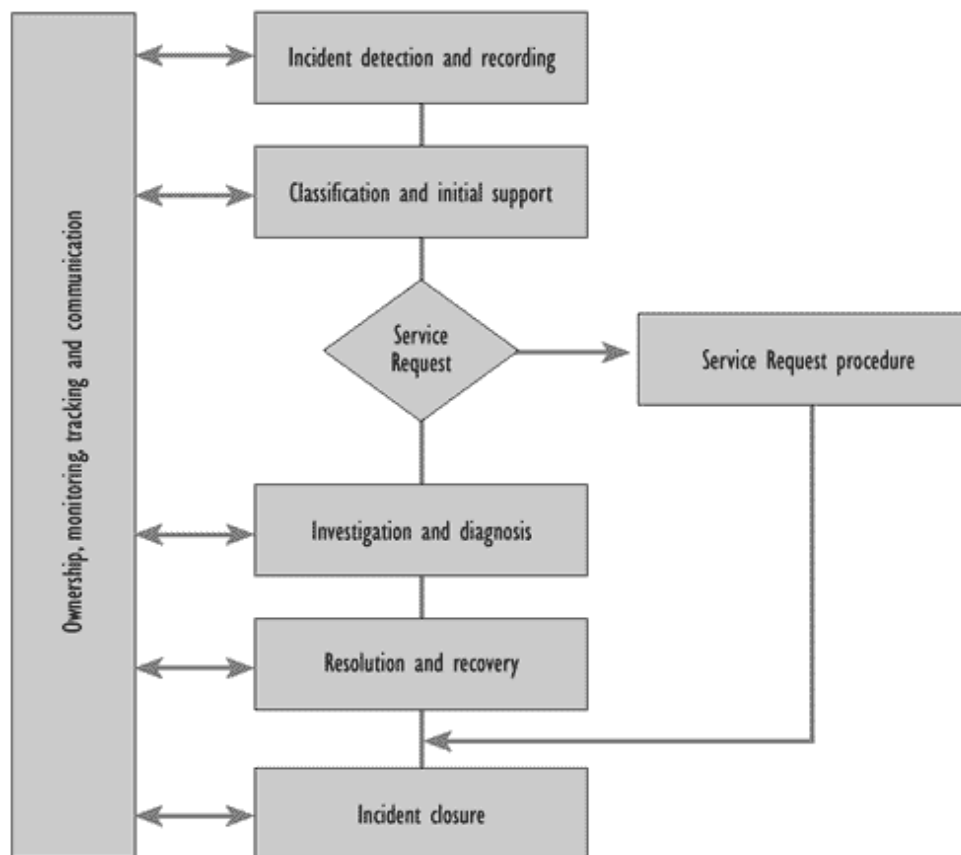 Ownership, monitoring, tracking and communication
Incident detection and recording
Classification and initial support
Service
Request
Service Request procedure
Investigation and diagnosis
Resolution and recovery
Incident closure